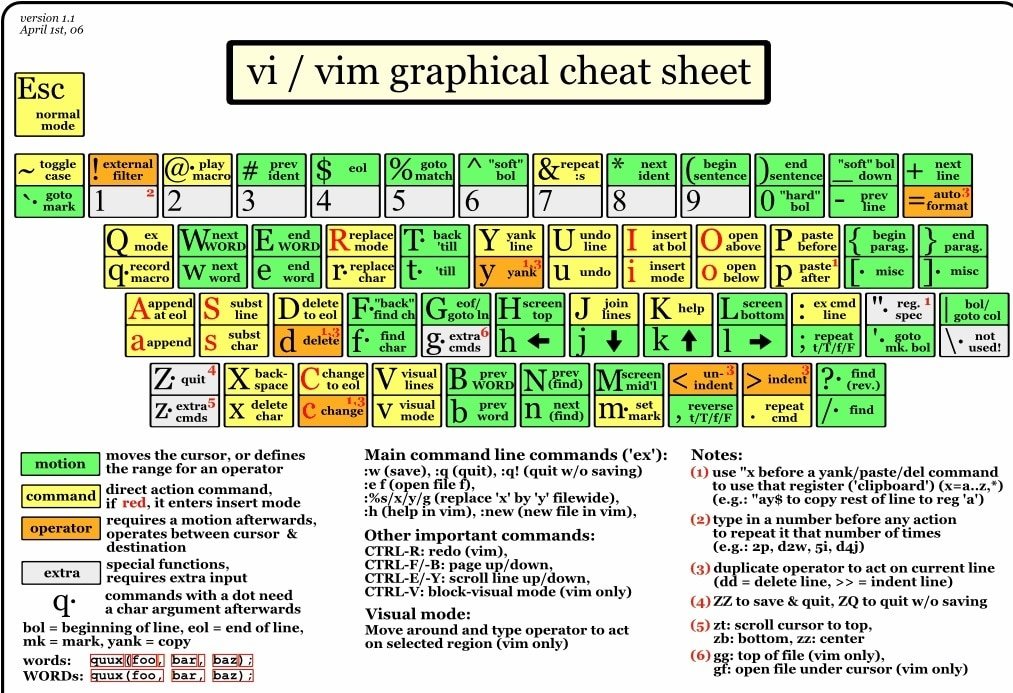 version 1.1
April 1st, 06
vi / vim graphical cheat sheet
Esc
normal
mode
~ toggle case
! external filter
@· play macro
# prev ident
$ eol
% goto match
^ "soft" bol
& repeat :s
* next ident
( begin sentence
) end sentence
_ "soft" bol down
+ next line
`· goto mark
1 2
2
3
4
5
6
7
8
9
0 "hard" bol
- prev line
= auto 3 format
Q ex mode
W next WORD
E end WORD
R replace mode
T· back 'till
Y yank line
U undo line
I insert at bol
O open above
P paste before
{ begin parag.
} end parag.
q· record macro
w next word
e end word
r· replace char
t· 'till
y yank 1,3
u undo
i insert mode
o open below
p paste after 1
[· misc
]· misc
A append at eol
S subst line
D delete to eol
F· "back" find ch
G eof/ goto ln
H screen top
J join lines
K help
L screen bottom
: ex cmd line
"· reg. 1 spec
| bol/ goto col
a append
s subst char
d delete 1,3
f· find char
g· extra 6 cmds
h ←
j ↓
k ↑
l →
; repeat t/T/f/F
'· goto mk. bol
\· not used!
Z· quit 4
X back-space
C change to eol
V visual lines
B prev WORD
N prev (find)
M screen mid'l
< un-3 indent
> indent 3
?· find (rev.)
z· extra 5 cmds
x delete char
c change 1,3
v visual mode
b prev word
n next (find)
m· set mark
, reverse t/T/f/F
. repeat cmd
/· find
motion
moves the cursor, or defines
the range for an operator
command
direct action command,
if red, it enters insert mode
operator
requires a motion afterwards,
operates between cursor &
destination
extra
special functions,
requires extra input
q·
commands with a dot need
a char argument afterwards
bol = beginning of line, eol = end of line,
mk = mark, yank = copy
words: quux(foo, bar, baz);
WORDs: quux(foo, bar, baz);
Main command line commands ('ex'):
:w (save), :q (quit), :q! (quit w/o saving)
:e f (open file f),
:%s/x/y/g (replace 'x' by 'y' filewide),
:h (help in vim), :new (new file in vim),
Other important commands:
CTRL-R: redo (vim),
CTRL-F/-B: page up/down,
CTRL-E/-Y: scroll line up/down,
CTRL-V: block-visual mode (vim only)
Visual mode:
Move around and type operator to act
on selected region (vim only)
Notes:
(1) use "x before a yank/paste/del command
to use that register ('clipboard') (x=a..z,*)
(e.g.: "ay$ to copy rest of line to reg 'a')
(2) type in a number before any action
to repeat it that number of times
(e.g.: 2p, d2w, 5i, d4j)
(3) duplicate operator to act on current line
(dd = delete line, >> = indent line)
(4) ZZ to save & quit, ZQ to quit w/o saving
(5) zt: scroll cursor to top,
zb: bottom, zz: center
(6) gg: top of file (vim only),
gf: open file under cursor (vim only)